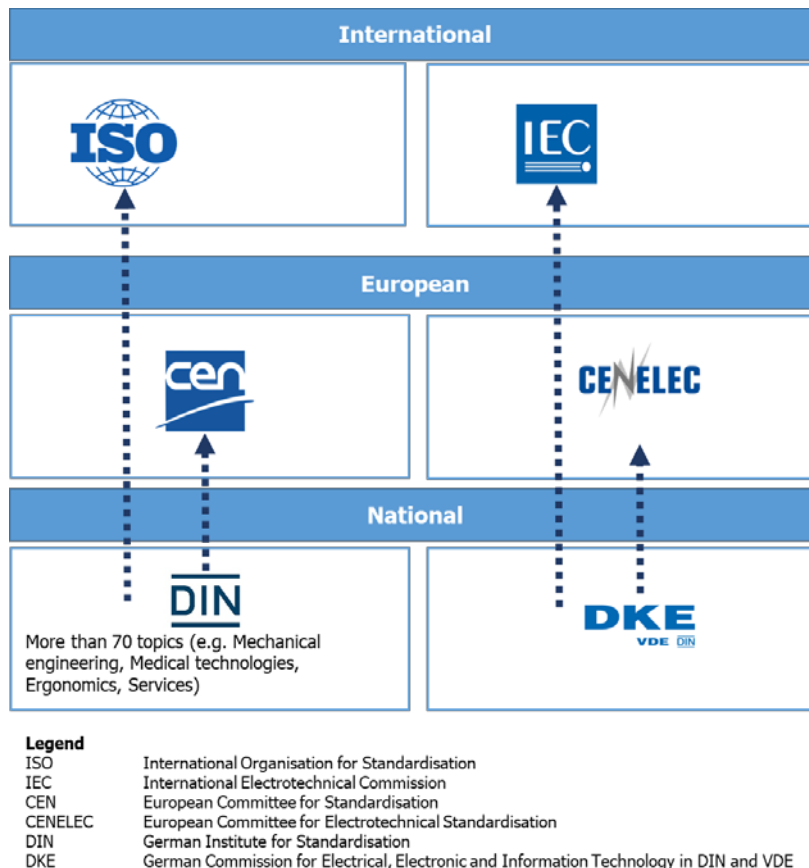 International
ISO
IEC
European
cen
CENELEC
National
DIN
DKE
VDE DIN
More than 70 topics (e.g. Mechanical
engineering, Medical technologies,
Ergonomics, Services)
Legend
ISO International Organisation for Standardisation
IEC International Electrotechnical Commission
CEN European Committee for Standardisation
CENELEC European Committee for Electrotechnical Standardisation
DIN German Institute for Standardisation
DKE German Commission for Electrical, Electronic and Information Technology in DIN and VDE